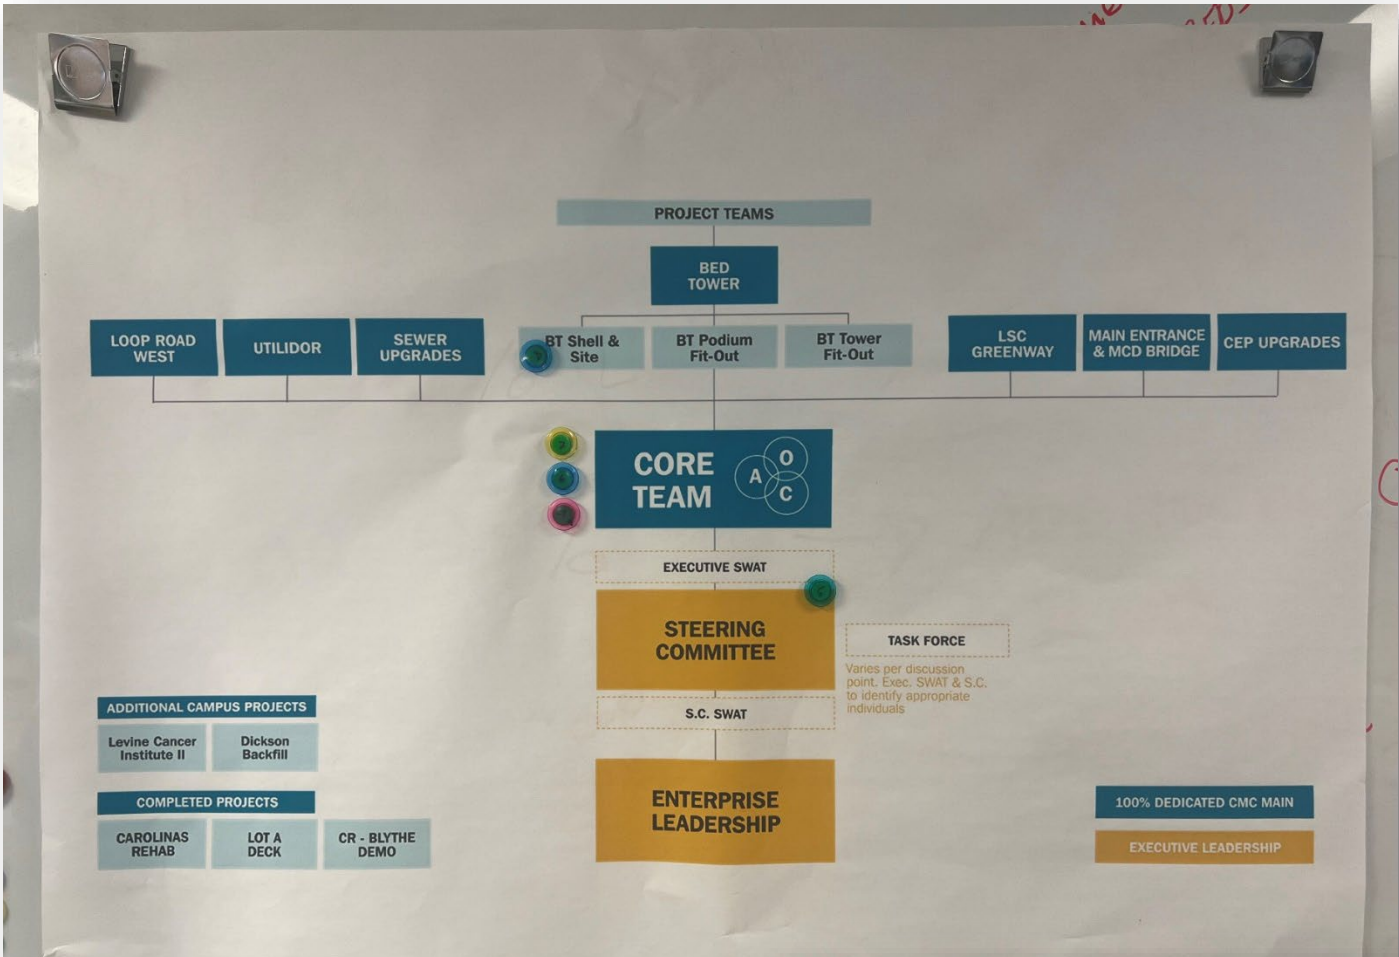 PROJECT TEAMS
BED
TOWER
LOOP ROAD
WEST
UTILIDOR
SEWER
UPGRADES
BT Shell &
Site
BT Podium
Fit-Out
BT Tower
Fit-Out
LSC
GREENWAY
MAIN ENTRANCE
& MCD BRIDGE
CEP UPGRADES
CORE
TEAM
A
O
C
EXECUTIVE SWAT
STEERING
COMMITTEE
TASK FORCE
Varies per discussion
point. Exec. SWAT & S.C.
to identify appropriate
individuals
S.C. SWAT
ENTERPRISE
LEADERSHIP
ADDITIONAL CAMPUS PROJECTS
Levine Cancer
Institute II
Dickson
Backfill
COMPLETED PROJECTS
CAROLINAS
REHAB
LOT A
DECK
CR - BLYTHE
DEMO
100% DEDICATED CMC MAIN
EXECUTIVE LEADERSHIP